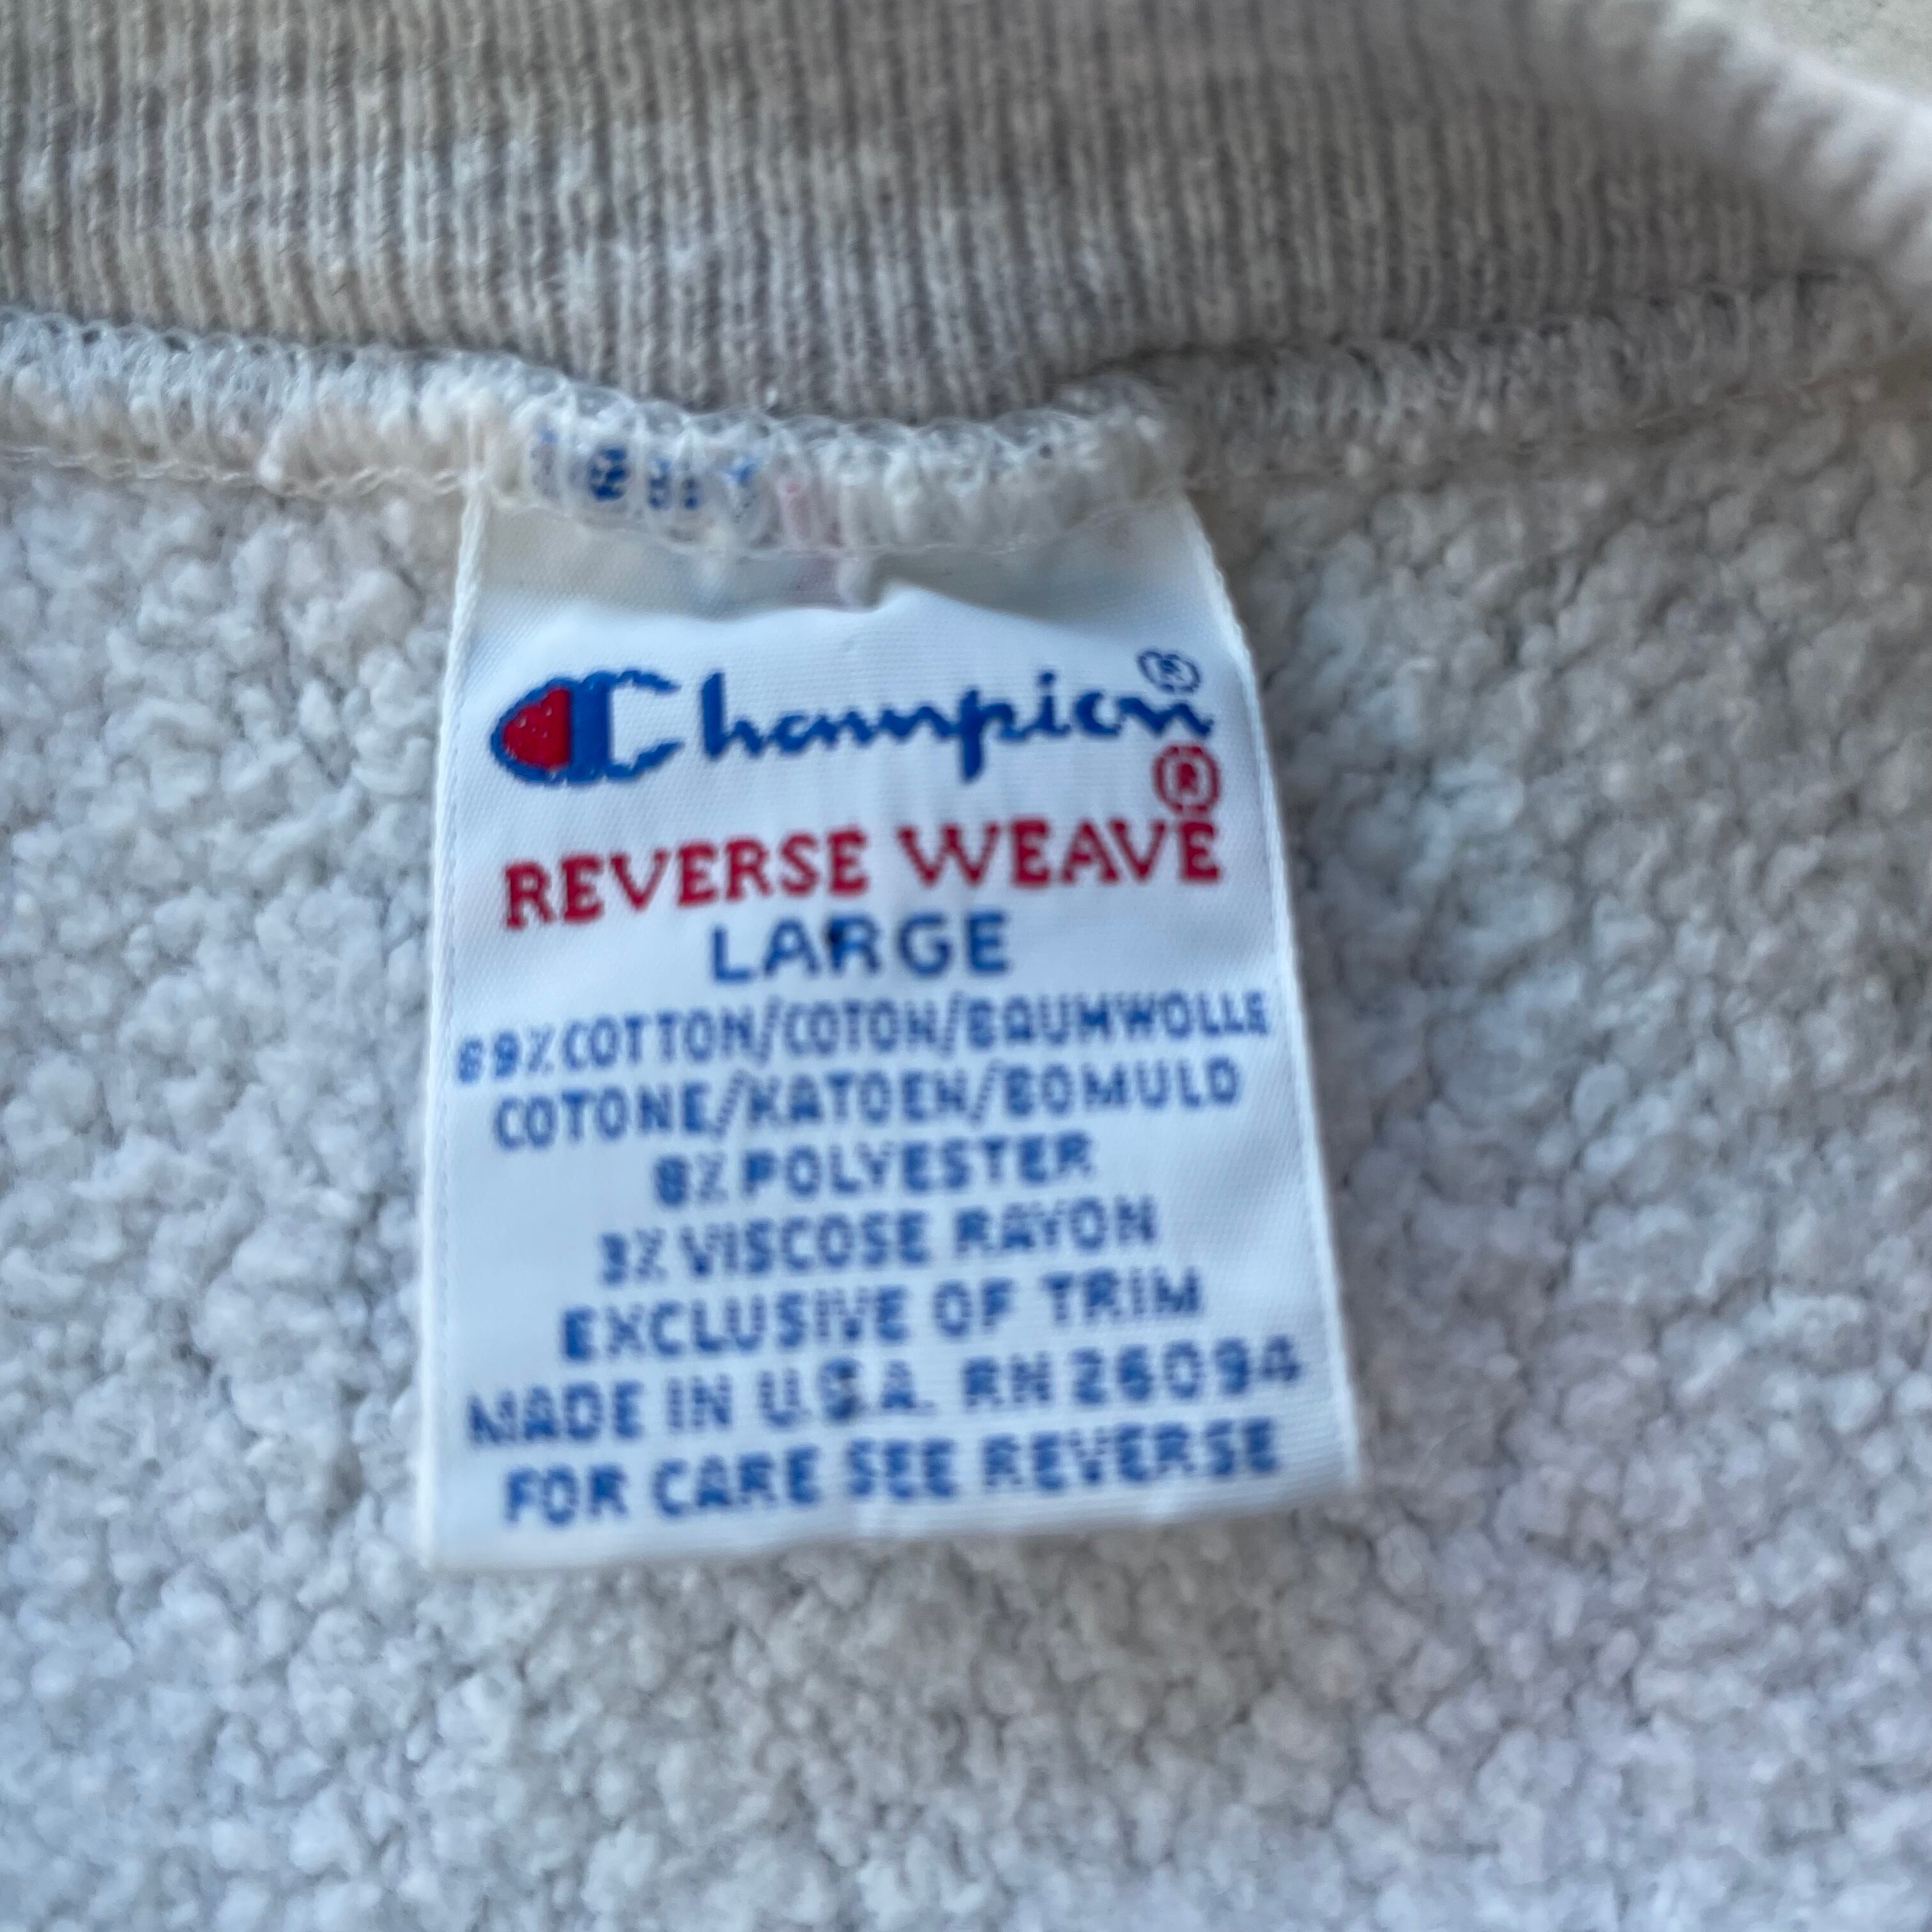 Champion®
®
REVERSE WEAVE
LARGE
89% COTTON/COTON/BAUMWOLLE
COTONE/KATOEN/BOMULD
8% POLYESTER
3% VISCOSE RAYON
EXCLUSIVE OF TRIM
MADE IN U.S.A. RN 26094
FOR CARE SEE REVERSE